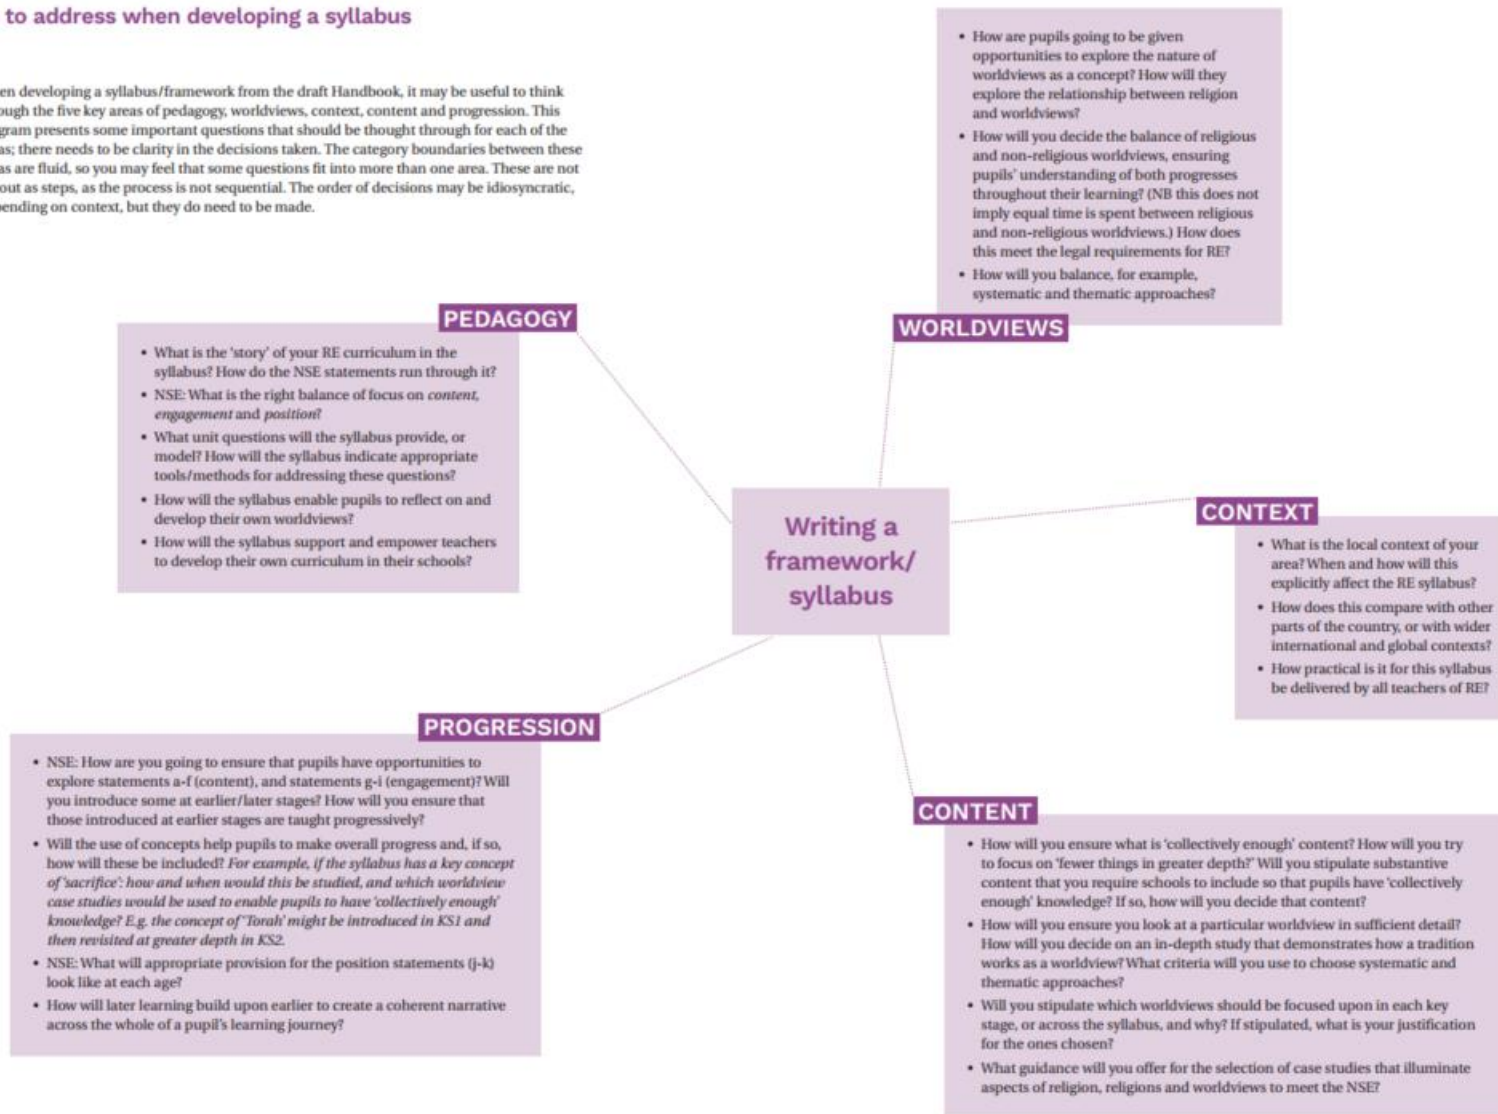 to address when developing a syllabus
en developing a syllabus/framework from the draft Handbook, it may be useful to think
ough the five key areas of pedagogy, worldviews, context, content and progression. This
gram presents some important questions that should be thought through for each of the
as; there needs to be clarity in the decisions taken. The category boundaries between these
as are fluid, so you may feel that some questions fit into more than one area. These are not
out as steps, as the process is not sequential. The order of decisions may be idiosyncratic,
pending on context, but they do need to be made.
• How are pupils going to be given
opportunities to explore the nature of
worldviews as a concept? How will they
explore the relationship between religion
and worldviews?
• How will you decide the balance of religious
and non-religious worldviews, ensuring
pupils' understanding of both progresses
throughout their learning? (NB this does not
imply equal time is spent between religious
and non-religious worldviews.) How does
this meet the legal requirements for RE?
• How will you balance, for example,
systematic and thematic approaches?
WORLDVIEWS
PEDAGOGY
• What is the 'story' of your RE curriculum in the
syllabus? How do the NSE statements run through it?
• NSE: What is the right balance of focus on content,
engagement and position?
• What unit questions will the syllabus provide, or
model? How will the syllabus indicate appropriate
tools/methods for addressing these questions?
• How will the syllabus enable pupils to reflect on and
develop their own worldviews?
• How will the syllabus support and empower teachers
to develop their own curriculum in their schools?
Writing a
framework/
syllabus
CONTEXT
• What is the local context of your
area? When and how will this
explicitly affect the RE syllabus?
• How does this compare with other
parts of the country, or with wider
international and global contexts?
• How practical is it for this syllabus
be delivered by all teachers of RE?
PROGRESSION
• NSE: How are you going to ensure that pupils have opportunities to
explore statements a-f (content), and statements g-i (engagement)? Will
you introduce some at earlier/later stages? How will you ensure that
those introduced at earlier stages are taught progressively?
• Will the use of concepts help pupils to make overall progress and, if so,
how will these be included? For example, if the syllabus has a key concept
of 'sacrifice': how and when would this be studied, and which worldview
case studies would be used to enable pupils to have 'collectively enough'
knowledge? E.g. the concept of 'Torah' might be introduced in KS1 and
then revisited at greater depth in KS2.
• NSE: What will appropriate provision for the position statements (j-k)
look like at each age?
• How will later learning build upon earlier to create a coherent narrative
across the whole of a pupil's learning journey?
CONTENT
• How will you ensure what is 'collectively enough' content? How will you try
to focus on 'fewer things in greater depth?' Will you stipulate substantive
content that you require schools to include so that pupils have 'collectively
enough' knowledge? If so, how will you decide that content?
• How will you ensure you look at a particular worldview in sufficient detail?
How will you decide on an in-depth study that demonstrates how a tradition
works as a worldview? What criteria will you use to choose systematic and
thematic approaches?
• Will you stipulate which worldviews should be focused upon in each key
stage, or across the syllabus, and why? If stipulated, what is your justification
for the ones chosen?
• What guidance will you offer for the selection of case studies that illuminate
aspects of religion, religions and worldviews to meet the NSE?